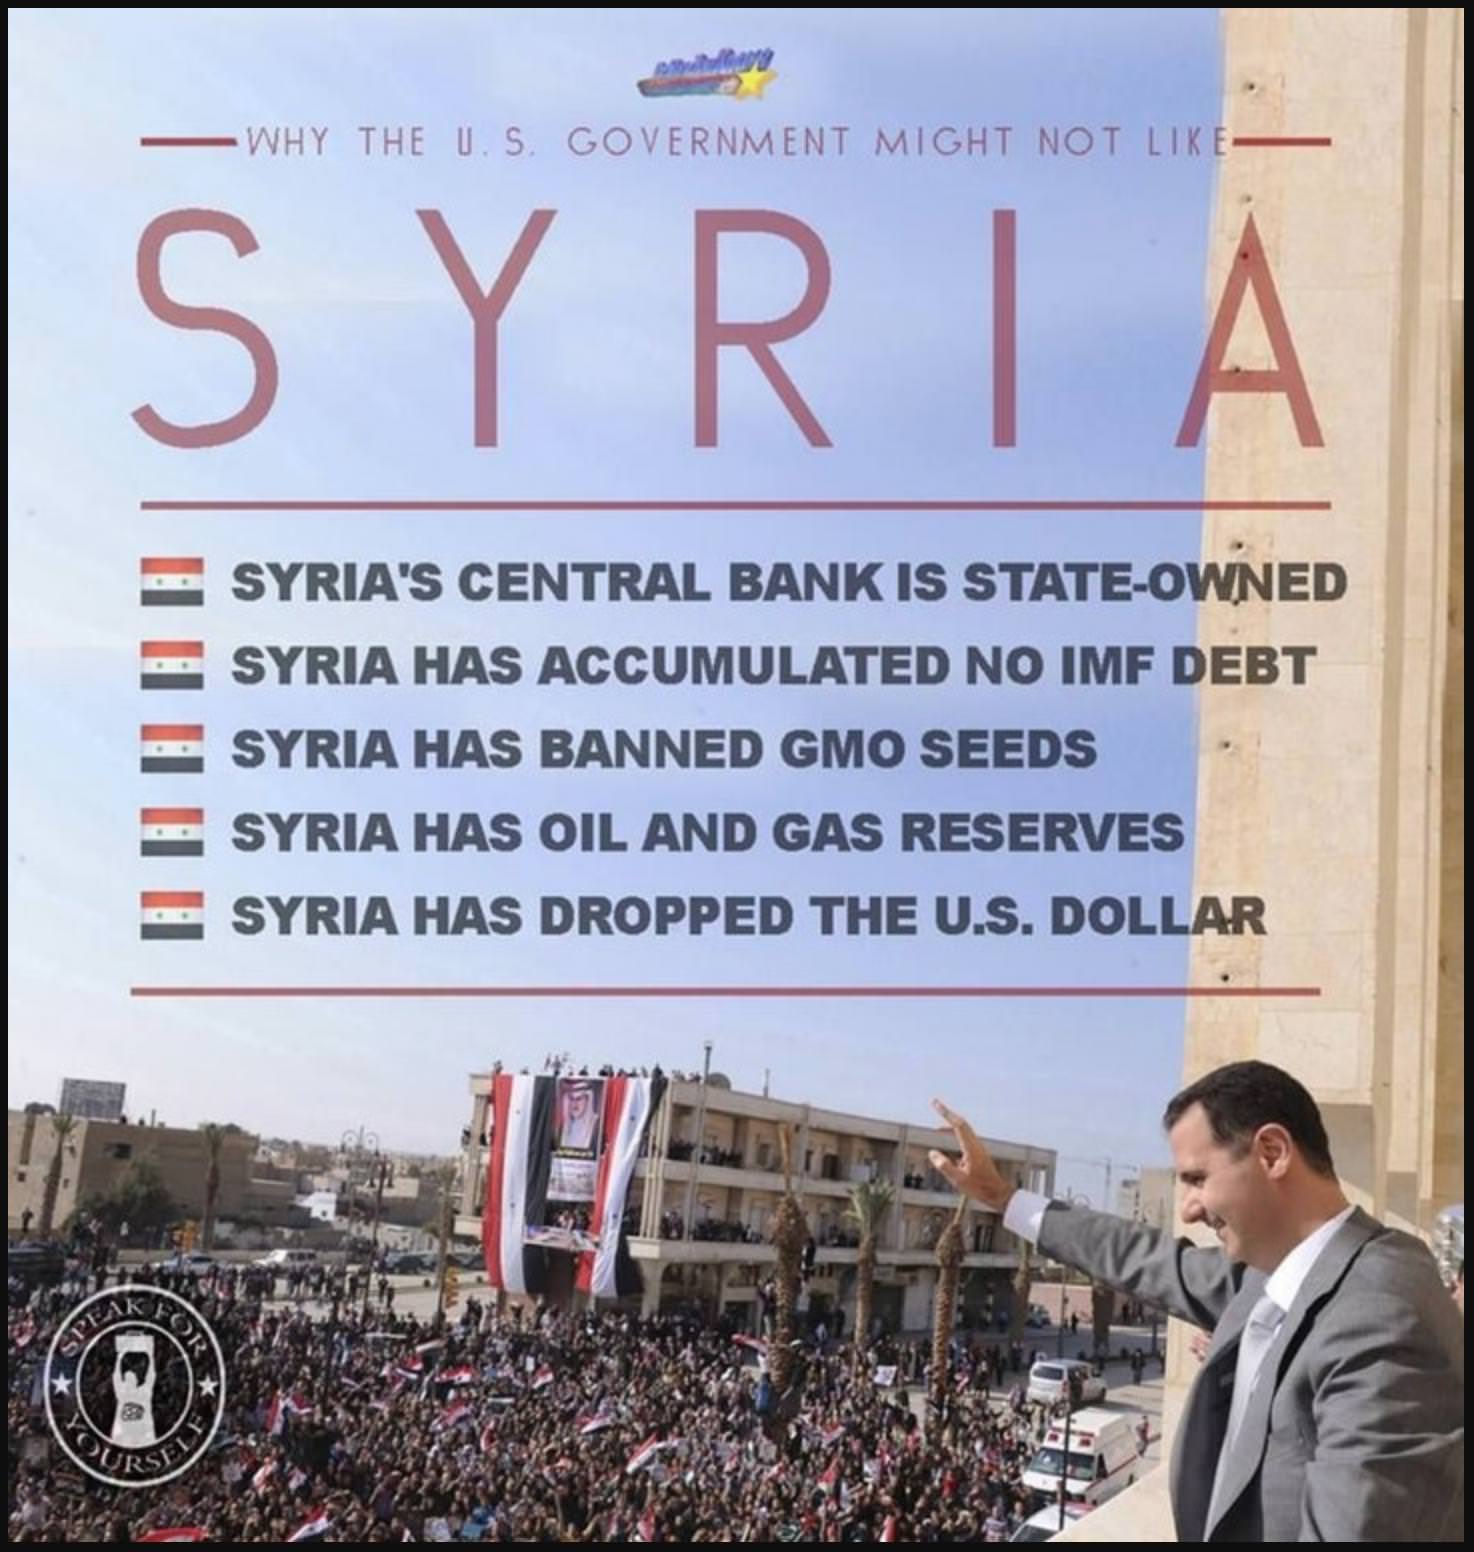 WHY THE U.S. GOVERNMENT MIGHT NOT LIKE
SYRIA
SYRIA'S CENTRAL BANK IS STATE-OWNED
SYRIA HAS ACCUMULATED NO IMF DEBT
SYRIA HAS BANNED GMO SEEDS
SYRIA HAS OIL AND GAS RESERVES
SYRIA HAS DROPPED THE U.S. DOLLAR
SPEAK FOR
YOURSELF